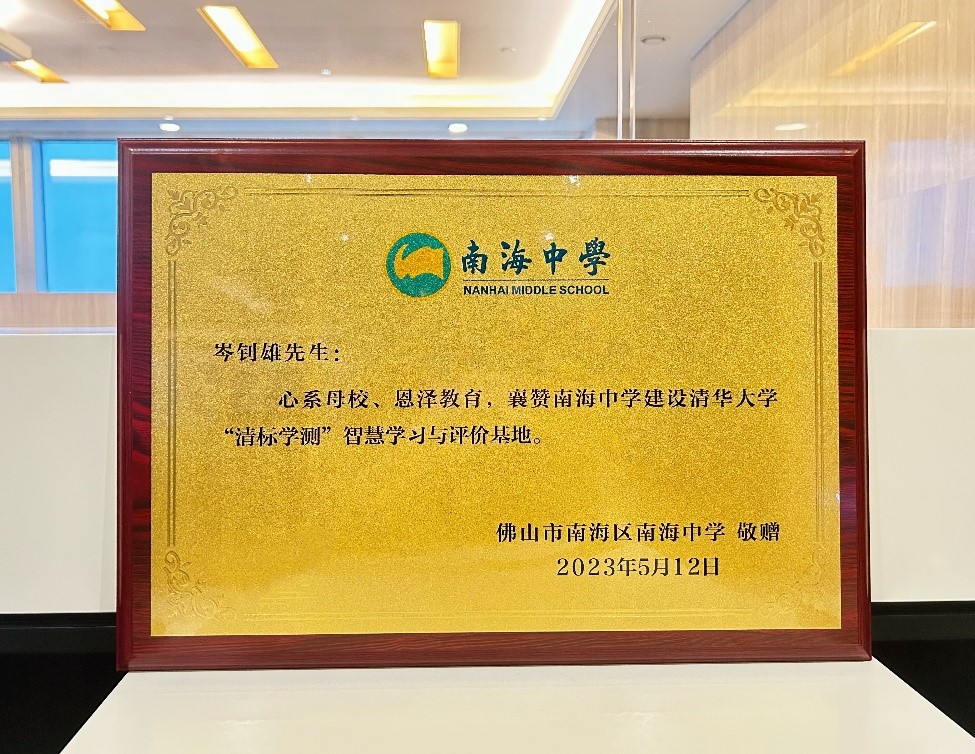 南海中學
NANHAI MIDDLE SCHOOL
岑钊雄先生：
心系母校、恩泽教育，襄赞南海中学建设清华大学
“清标学测”智慧学习与评价基地。
佛山市南海区南海中学 敬赠
2023年5月12日